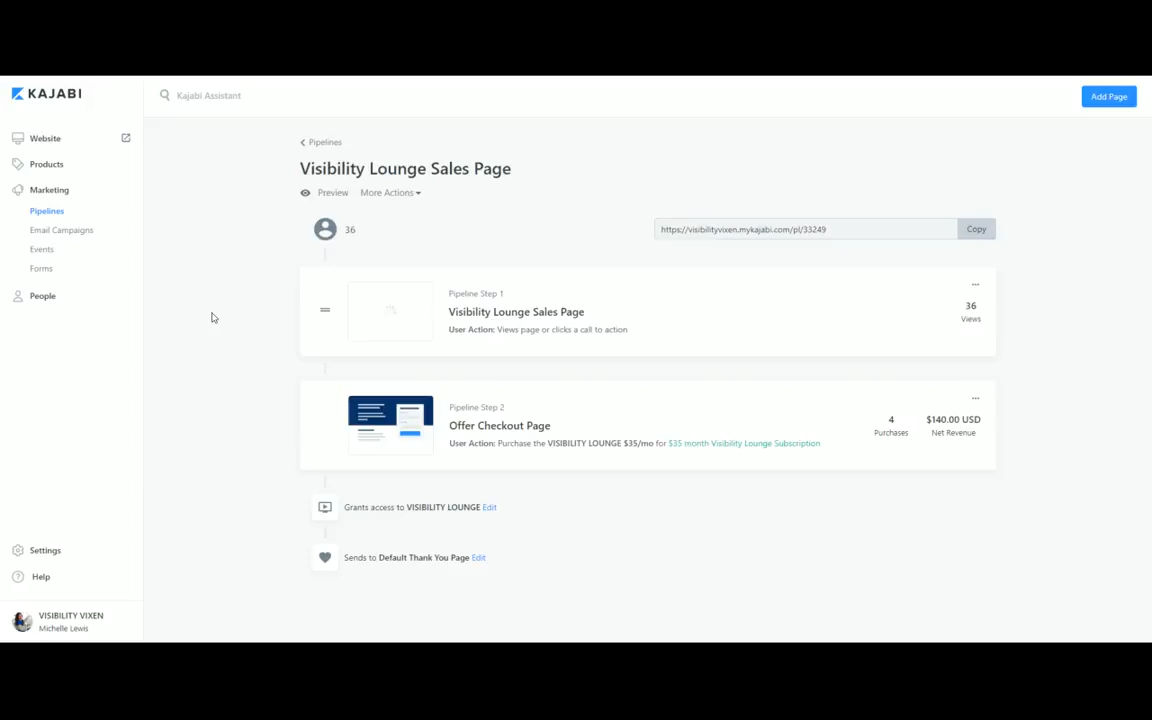 KAJABI
Kajabi Assistant
Add Page
Website
Products
Marketing
Pipelines
Email Campaigns
Events
Forms
People
Settings
Help
VISIBILITY VIXEN
Michelle Lewis
Pipelines
Visibility Lounge Sales Page
Preview More Actions
36
https://visibilityvixen.mykajabi.com/pl/33249 Copy
Pipeline Step 1
Visibility Lounge Sales Page
User Action: Views page or clicks a call to action
36
Views
Pipeline Step 2
Offer Checkout Page
User Action: Purchase the VISIBILITY LOUNGE $35/mo for $35 month Visibility Lounge Subscription
4 $140.00 USD
Purchases Net Revenue
Grants access to VISIBILITY LOUNGE Edit
Sends to Default Thank You Page Edit